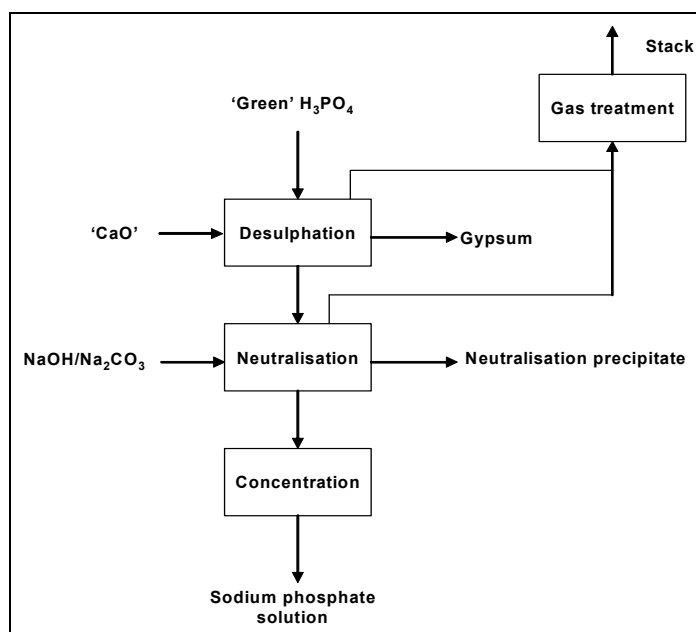 Stack
Gas treatment
‘Green’ H₃PO₄
‘CaO’
Desulphation
Gypsum
NaOH/Na₂CO₃
Neutralisation
Neutralisation precipitate
Concentration
Sodium phosphate
solution